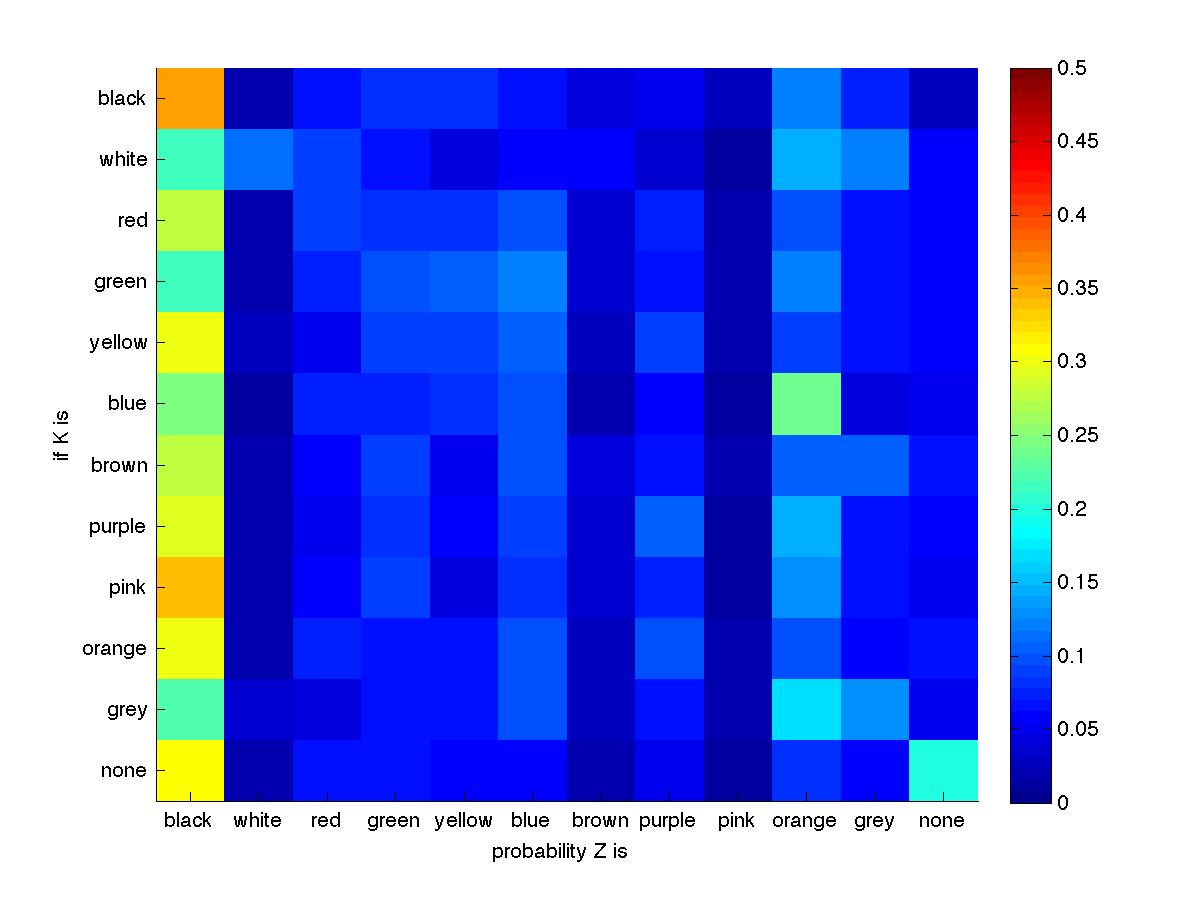 black
white
red
green
yellow
blue
brown
purple
pink
orange
grey
none
if K is
black white red green yellow blue brown purple pink orange grey none
probability Z is
0.5
0.45
0.4
0.35
0.3
0.25
0.2
0.15
0.1
0.05
0